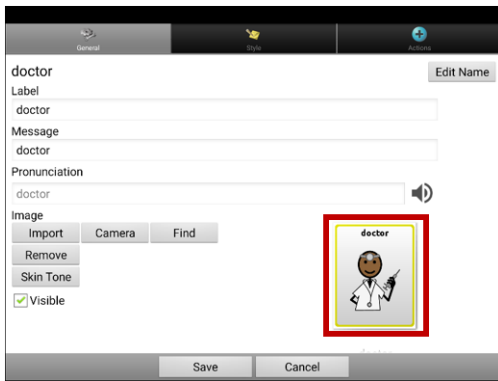 General Style Actions
doctor Edit Name
Label
doctor
Message
doctor
Pronunciation
doctor
Image
Import Camera Find
doctor
Remove
Skin Tone
Visible
doctor
Save Cancel